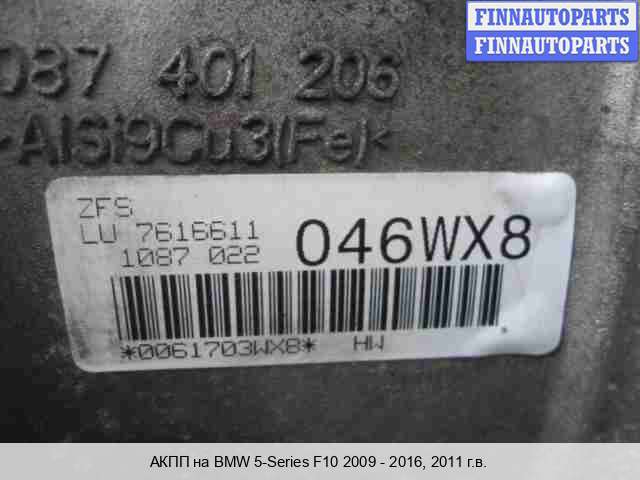 FINNAUTOPARTS
FINNAUTOPARTS
087 401 206
>AlSi9Cu3(Fe)<
ZFS
LW 7616611
1087 022
046WX8
*0061703WX8* HW
АКПП на BMW 5-Series F10 2009 - 2016, 2011 г.в.